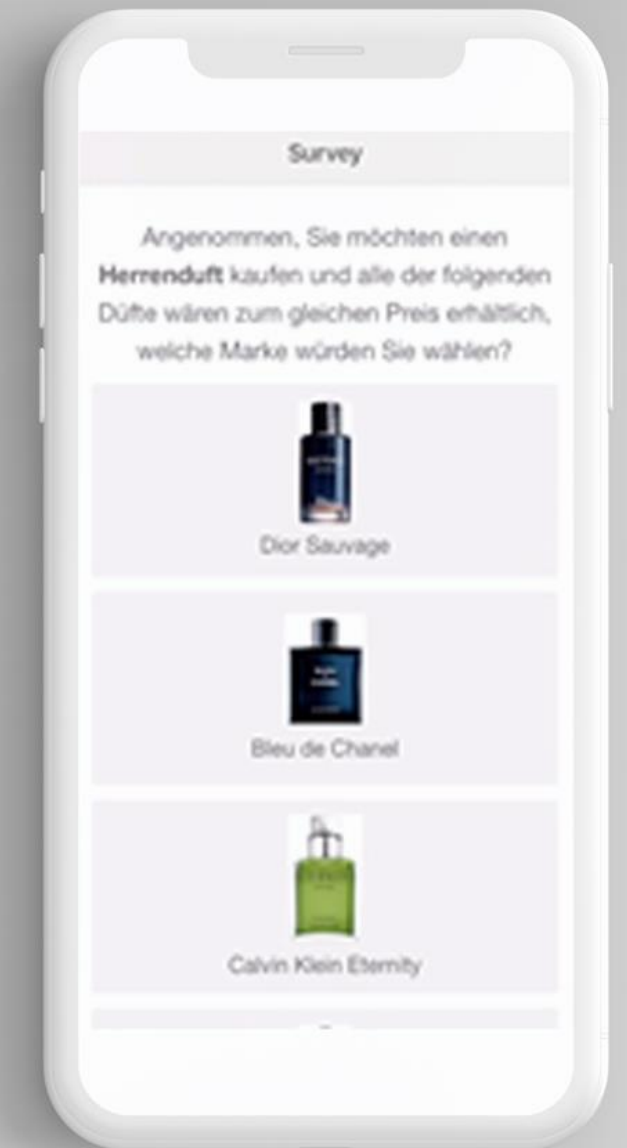 Survey
Angenommen, Sie möchten einen
Herrenduft kaufen und alle der folgenden
Düfte wären zum gleichen Preis erhältlich,
welche Marke würden Sie wählen?
Dior Sauvage
Bleu de Chanel
Calvin Klein Eternity